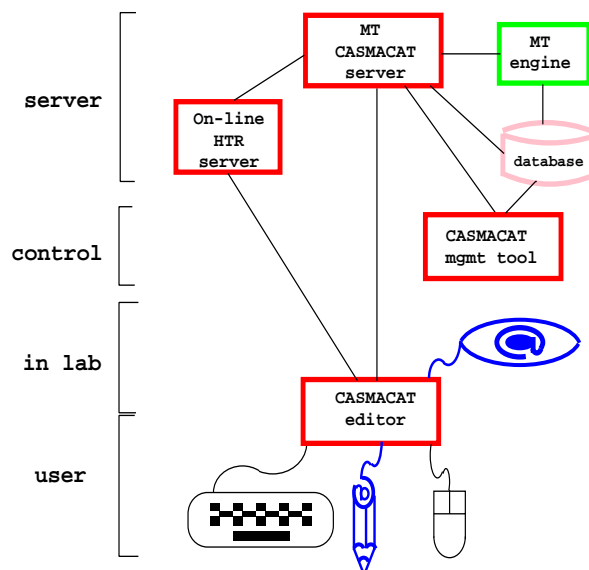 MT
CASMACAT
server
MT
engine
server
On-line
HTR
server
database
control
CASMACAT
mgmt tool
in lab
CASMACAT
editor
user